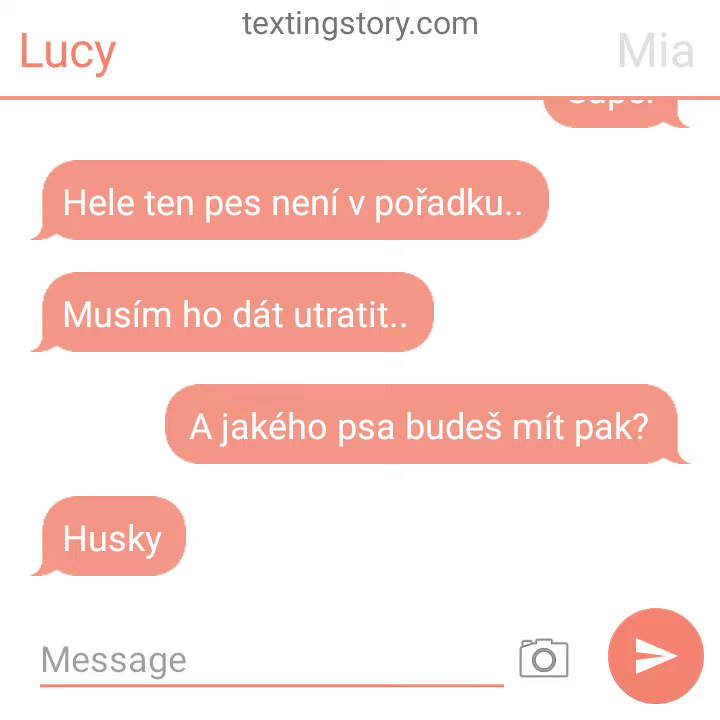 textingstory.com
Lucy
Mia
Hele ten pes není v pořadku..
Musím ho dát utratit..
A jakého psa budeš mít pak?
Husky
Message